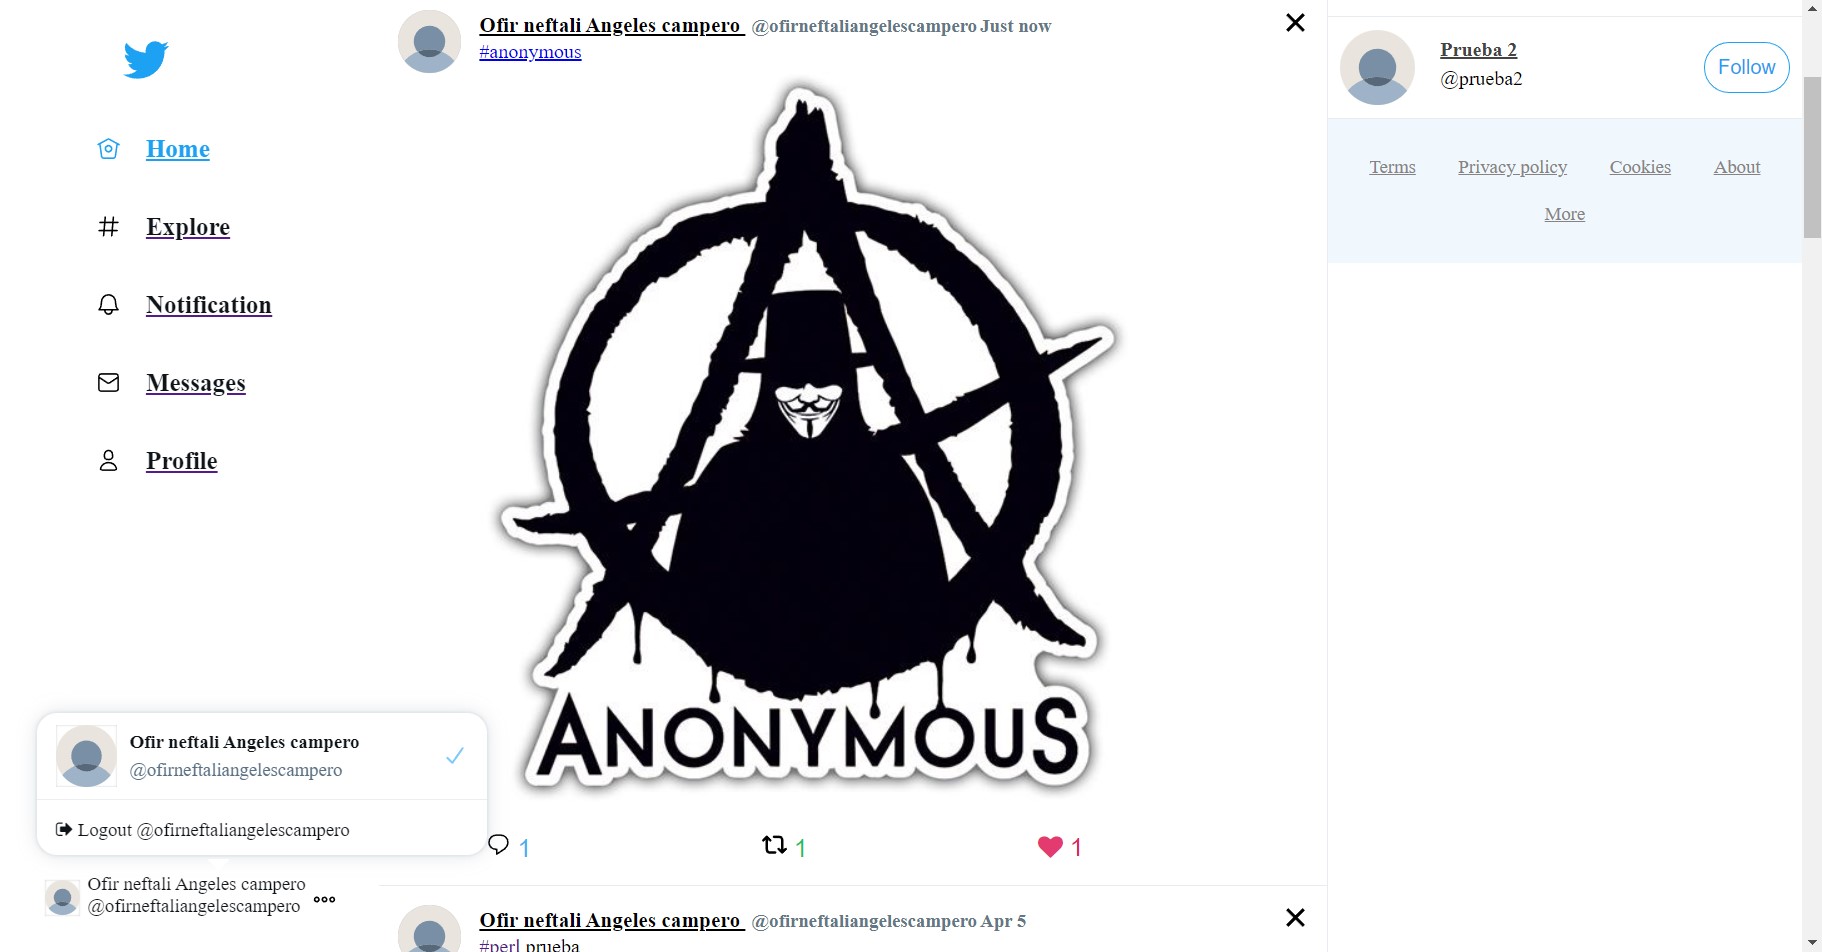 Home
Explore
Notification
Messages
Profile
Ofir neftali Angeles campero
@ofirneftaliangelescampero
Logout @ofirneftaliangelescampero
Ofir neftali Angeles campero
@ofirneftaliangelescampero
Ofir neftali Angeles campero @ofirneftaliangelescampero Just now
#anonymous
ANONYMOUS
1 1 1
Ofir neftali Angeles campero @ofirneftaliangelescampero Apr 5
#perl prueba
Prueba 2
@prueba2
Follow
Terms Privacy policy Cookies About
More